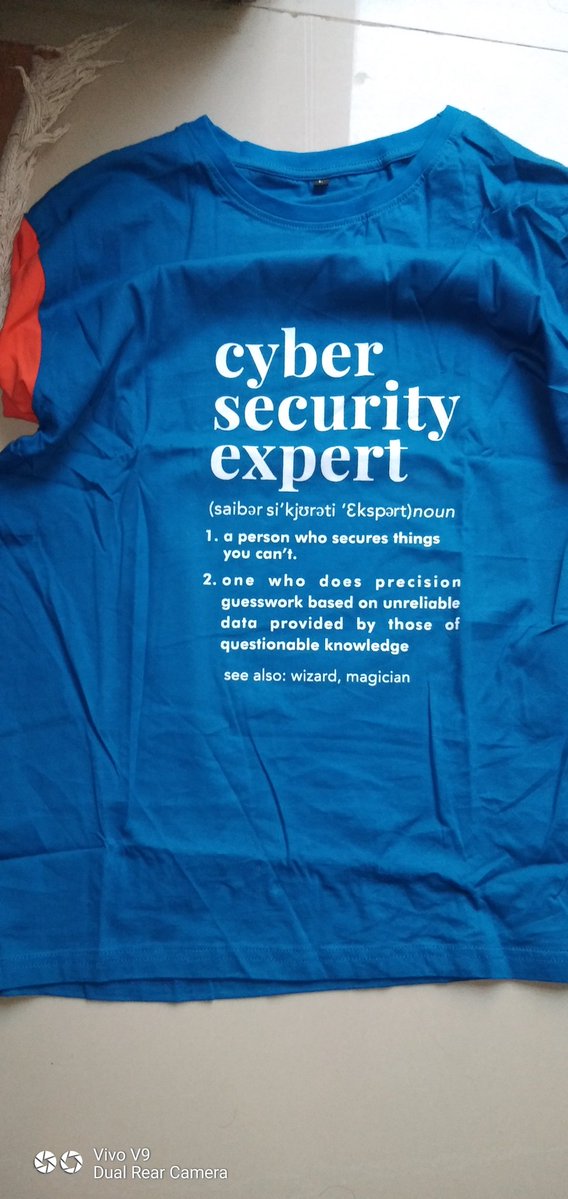 cyber
security
expert
(saibər si'kjʊrəti 'Ɛkspərt)noun
1. a person who secures things
you can't.
2. one who does precision
guesswork based on unreliable
data provided by those of
questionable knowledge
see also: wizard, magician
Vivo V9
Dual Rear Camera